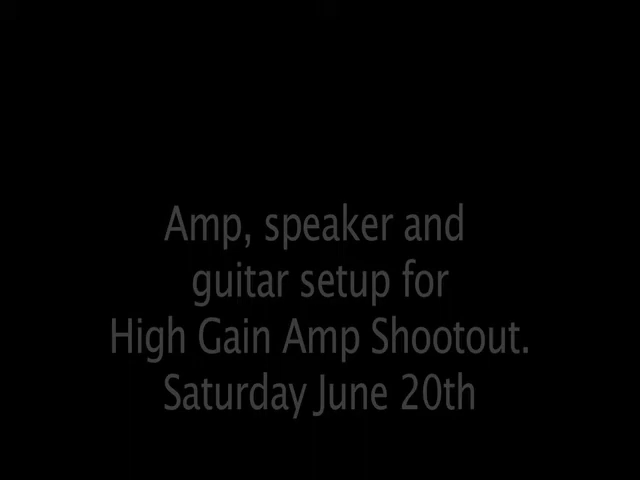 Amp, speaker and
guitar setup for
High Gain Amp Shootout.
Saturday June 20th